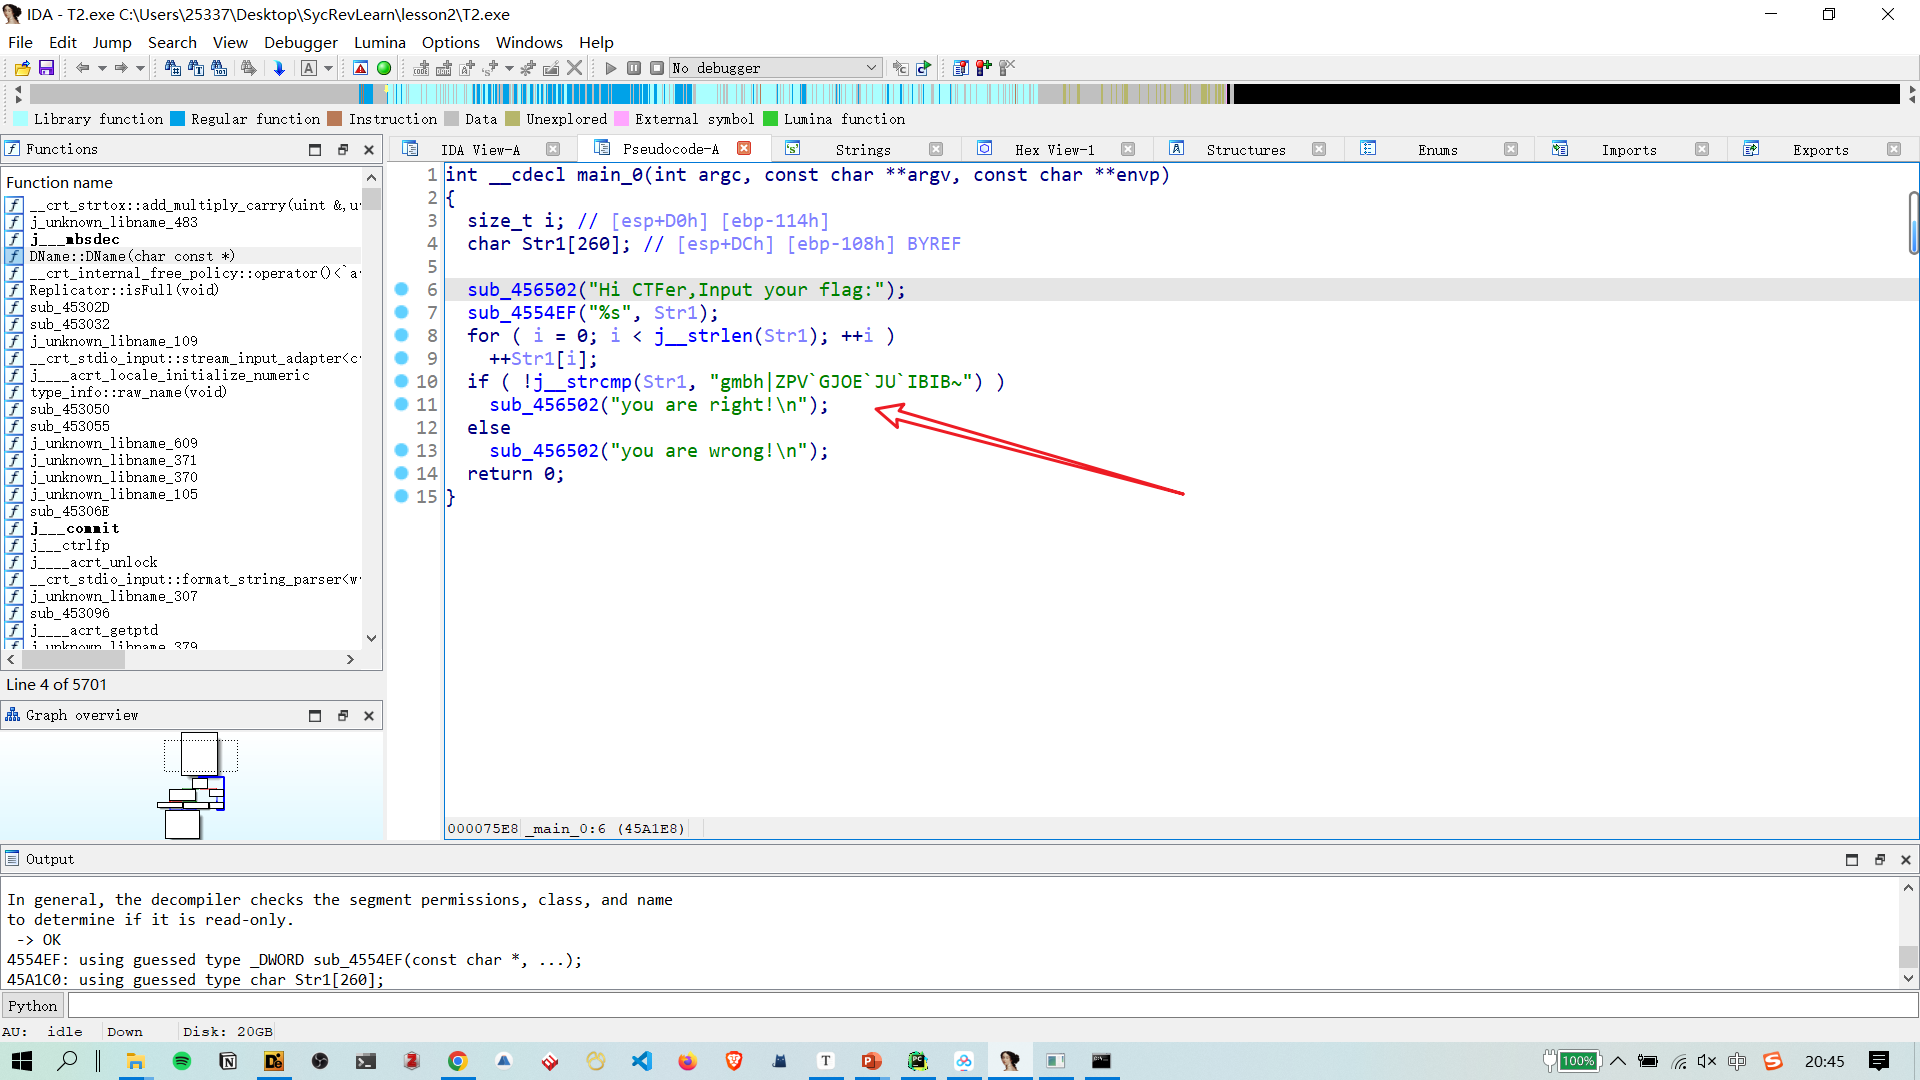 IDA - T2.exe C:\Users\25337\Desktop\SycRevLearn\lesson2\T2.exe
File Edit Jump Search View Debugger Lumina Options Windows Help
No debugger
Library function Regular function Instruction Data Unexplored External symbol Lumina function
Functions
IDA View-A Pseudocode-A Strings Hex View-1 Structures Enums Imports Exports
Function name
__crt_strtox::add_multiply_carry(uint &,u
j_unknown_libname_483
j___mbsdec
DName::DName(char const *)
__crt_internal_free_policy::operator()<`a
Replicator::isFull(void)
sub_45302D
sub_453032
j_unknown_libname_109
__crt_stdio_input::stream_input_adapter<c
j____acrt_locale_initialize_numeric
type_info::raw_name(void)
sub_453050
sub_453055
j_unknown_libname_609
j_unknown_libname_371
j_unknown_libname_370
j_unknown_libname_105
sub_45306E
j___commit
j___ctrlfp
j____acrt_unlock
__crt_stdio_input::format_string_parser<w
j_unknown_libname_307
sub_453096
j____acrt_getptd
j_unknown_libname_379
Line 4 of 5701
Graph overview
1 int __cdecl main_0(int argc, const char **argv, const char **envp)
2 {
3 size_t i; // [esp+D0h] [ebp-114h]
4 char Str1[260]; // [esp+DCh] [ebp-108h] BYREF
5
6 sub_456502("Hi CTFer,Input your flag:");
7 sub_4554EF("%s", Str1);
8 for ( i = 0; i < j__strlen(Str1); ++i )
9 ++Str1[i];
10 if ( !j__strcmp(Str1, "gmbh|ZPV`GJOE`JU`IBIB~") )
11 sub_456502("you are right!\n");
12 else
13 sub_456502("you are wrong!\n");
14 return 0;
15 }
000075E8 _main_0:6 (45A1E8)
Output
In general, the decompiler checks the segment permissions, class, and name
to determine if it is read-only.
-> OK
4554EF: using guessed type _DWORD sub_4554EF(const char *, ...);
45A1C0: using guessed type char Str1[260];
Python
AU: idle Down Disk: 20GB
100% 中 20:45